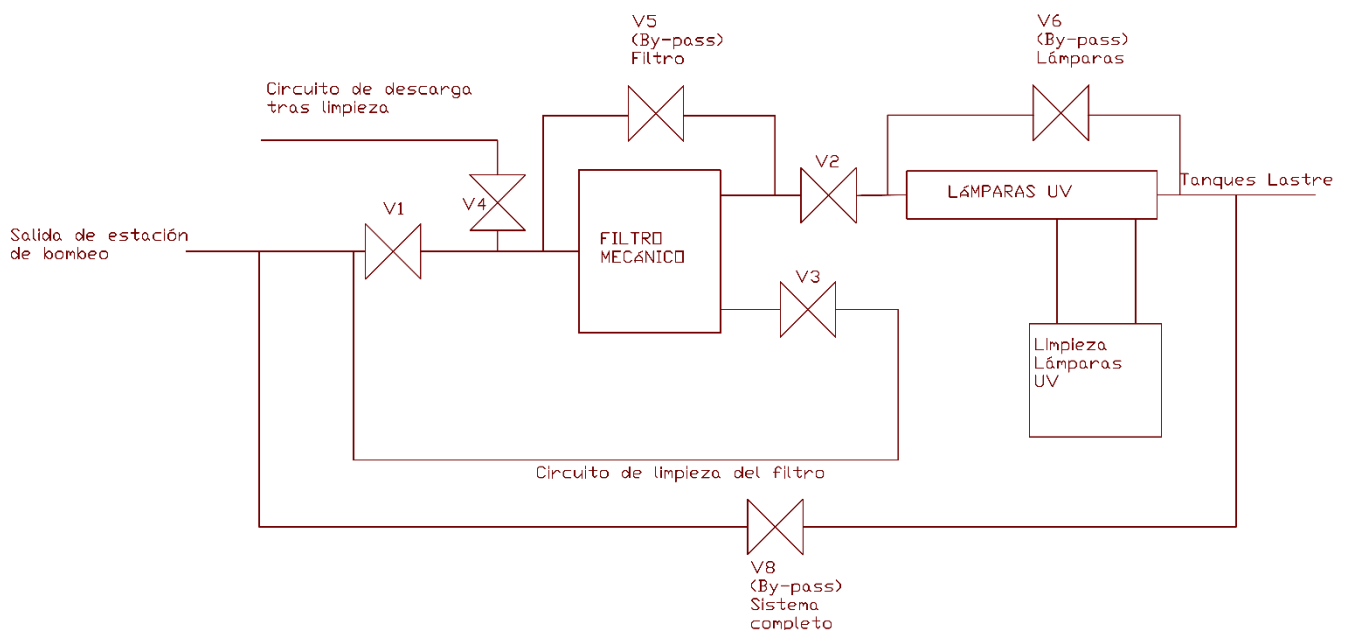 V5
(By-pass)
Filtro
V6
(By-pass)
Lámparas
Circuito de descarga
tras limpieza
V2
V4
V1
LÁMPARAS UV
Tanques Lastre
Salida de estación
de bombeo
FILTRO
MECÁNICO
V3
Limpieza
Lámparas
UV
Circuito de limpieza del filtro
V8
(By-pass)
Sistema
completo